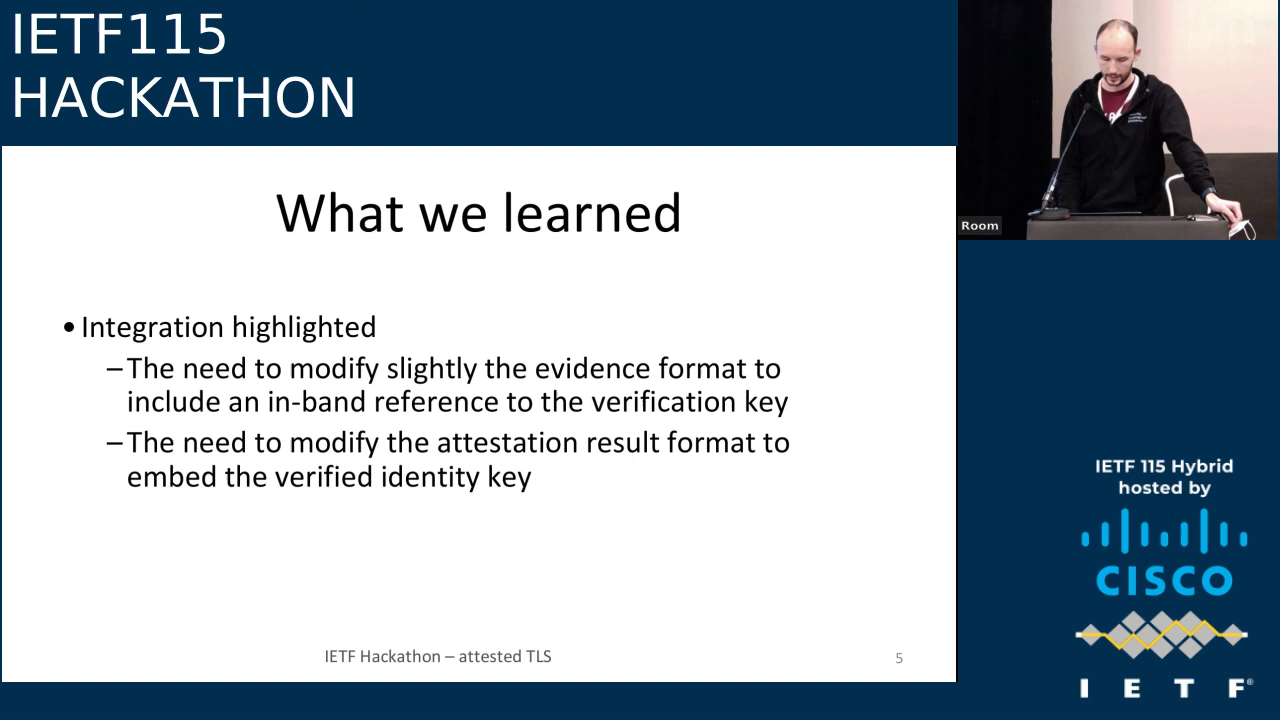 IETF115
HACKATHON
What we learned
• Integration highlighted
–The need to modify slightly the evidence format to
include an in-band reference to the verification key
–The need to modify the attestation result format to
embed the verified identity key
IETF Hackathon – attested TLS
5
Room
IETF 115 Hybrid
hosted by
CISCO
I E T F®